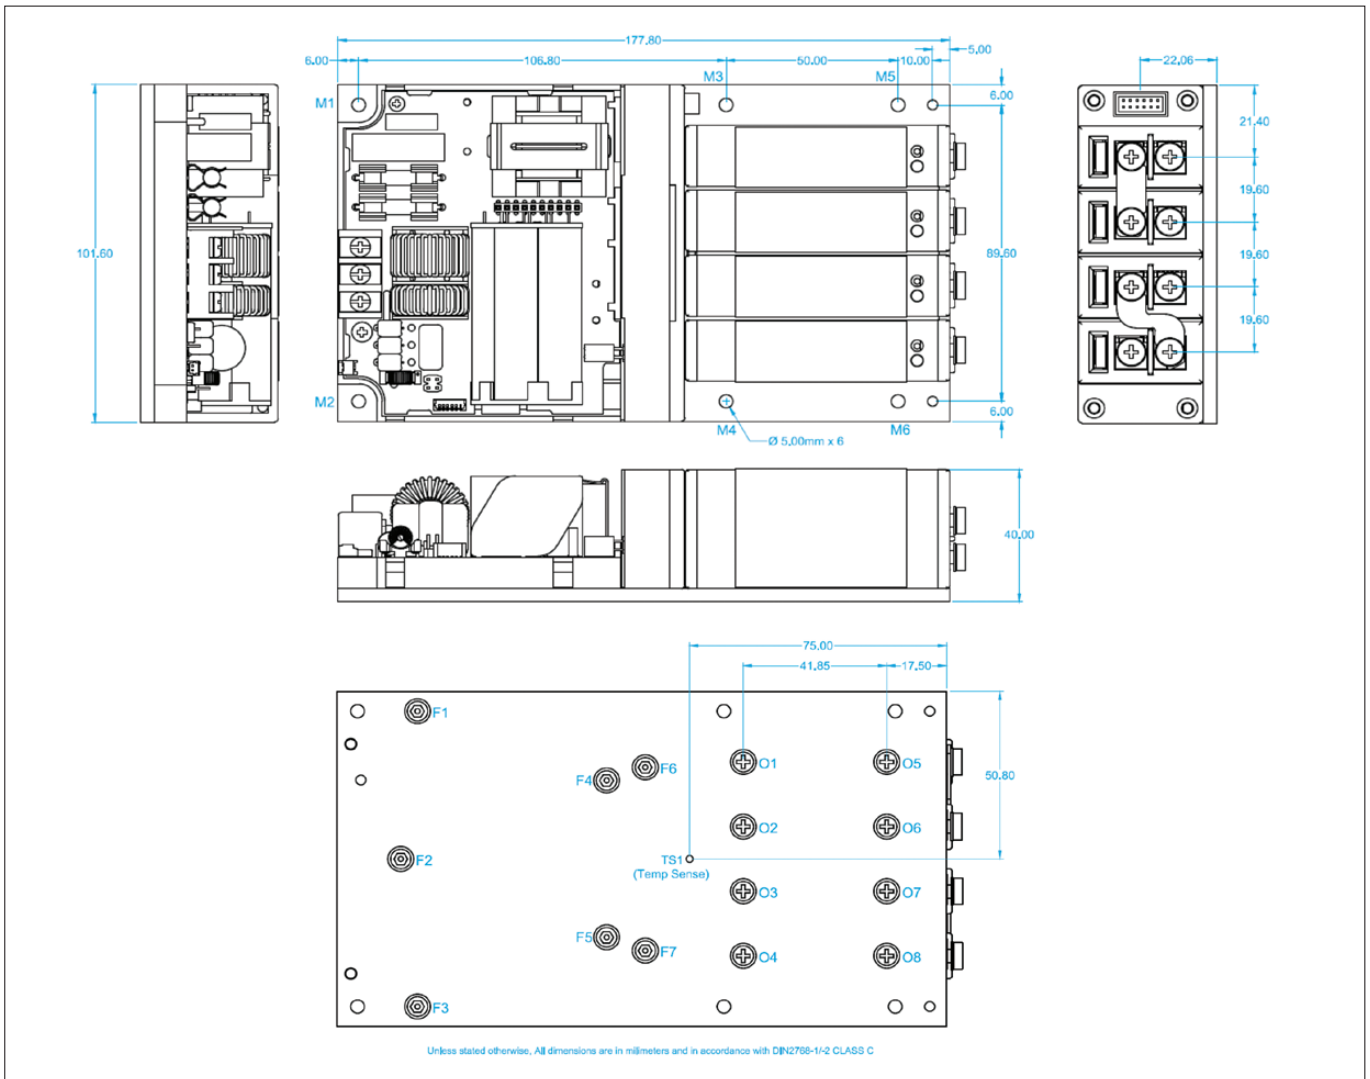 177.80
5.00
6.00
106.80
50.00
10.00
22.06
M3
M5
M1
6.00
21.40
19.60
101.60
89.60
19.60
19.60
M2
6.00
M4
M6
Ø 5.00mm x 6
40.00
75.00
41.85
17.50
F1
F6
O1
O5
F4
50.80
O2
O6
F2
TS1
(Temp Sense)
O3
O7
F5
F7
O4
O8
F3
Unless stated otherwise, All dimensions are in milimeters and in accordance with DIN2768-1/-2 CLASS C